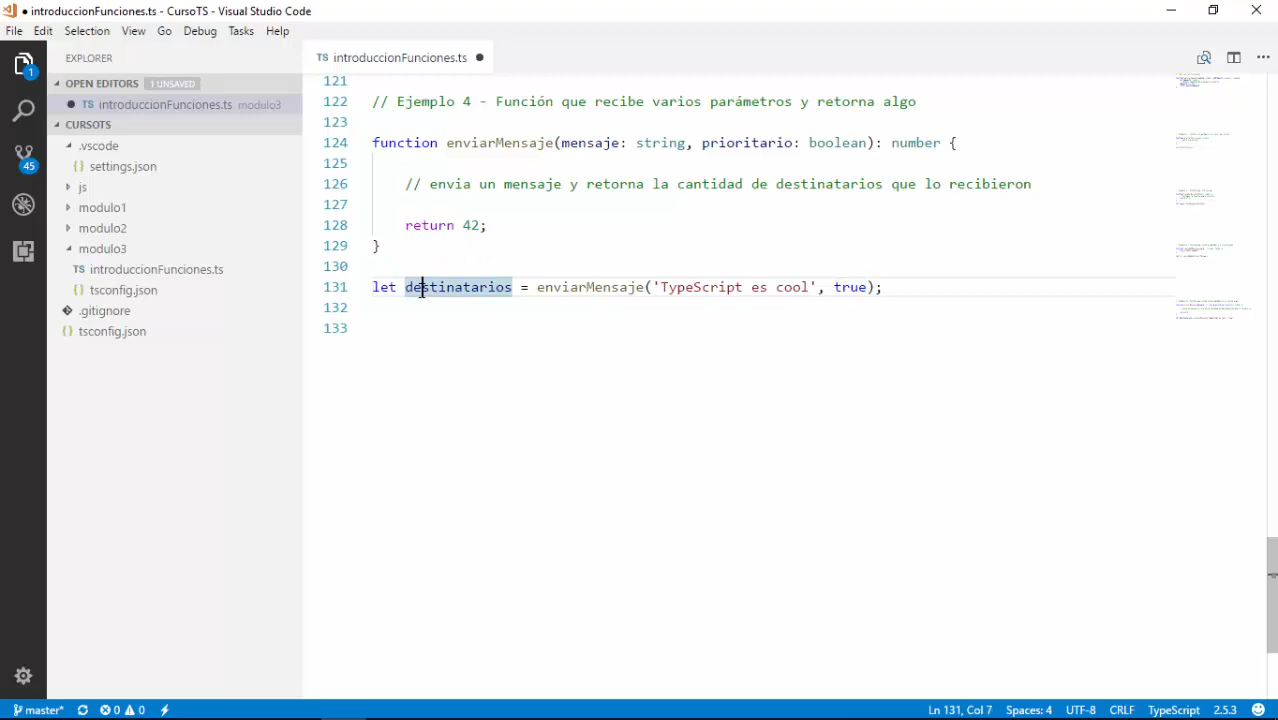 ● introduccionFunciones.ts - CursoTS - Visual Studio Code
File Edit Selection View Go Debug Tasks Help
EXPLORER
TS introduccionFunciones.ts ●
OPEN EDITORS 1 UNSAVED
● introduccionFunciones.ts modulo3
CURSOTS
.vscode
{} settings.json
js
modulo1
modulo2
modulo3
TS introduccionFunciones.ts
{} tsconfig.json
.gitignore
{} tsconfig.json
1
45
121
122 // Ejemplo 4 - Función que recibe varios parámetros y retorna algo
123
124 function enviarMensaje(mensaje: string, prioritario: boolean): number {
125
126 // envia un mensaje y retorna la cantidad de destinatarios que lo recibieron
127
128 return 42;
129 }
130
131 let destinatarios = enviarMensaje('TypeScript es cool', true);
132
133
master* 0 0 Ln 131, Col 7 Spaces: 4 UTF-8 CRLF TypeScript 2.5.3